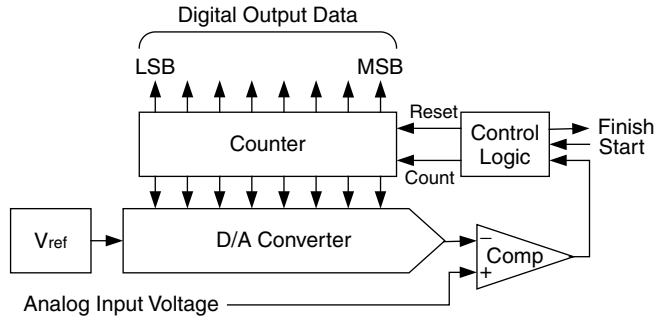 Digital Output Data
LSB
MSB
Reset
Counter
Control
Logic
Finish
Start
Count
Vref
D/A Converter
−
+
Comp
Analog Input Voltage